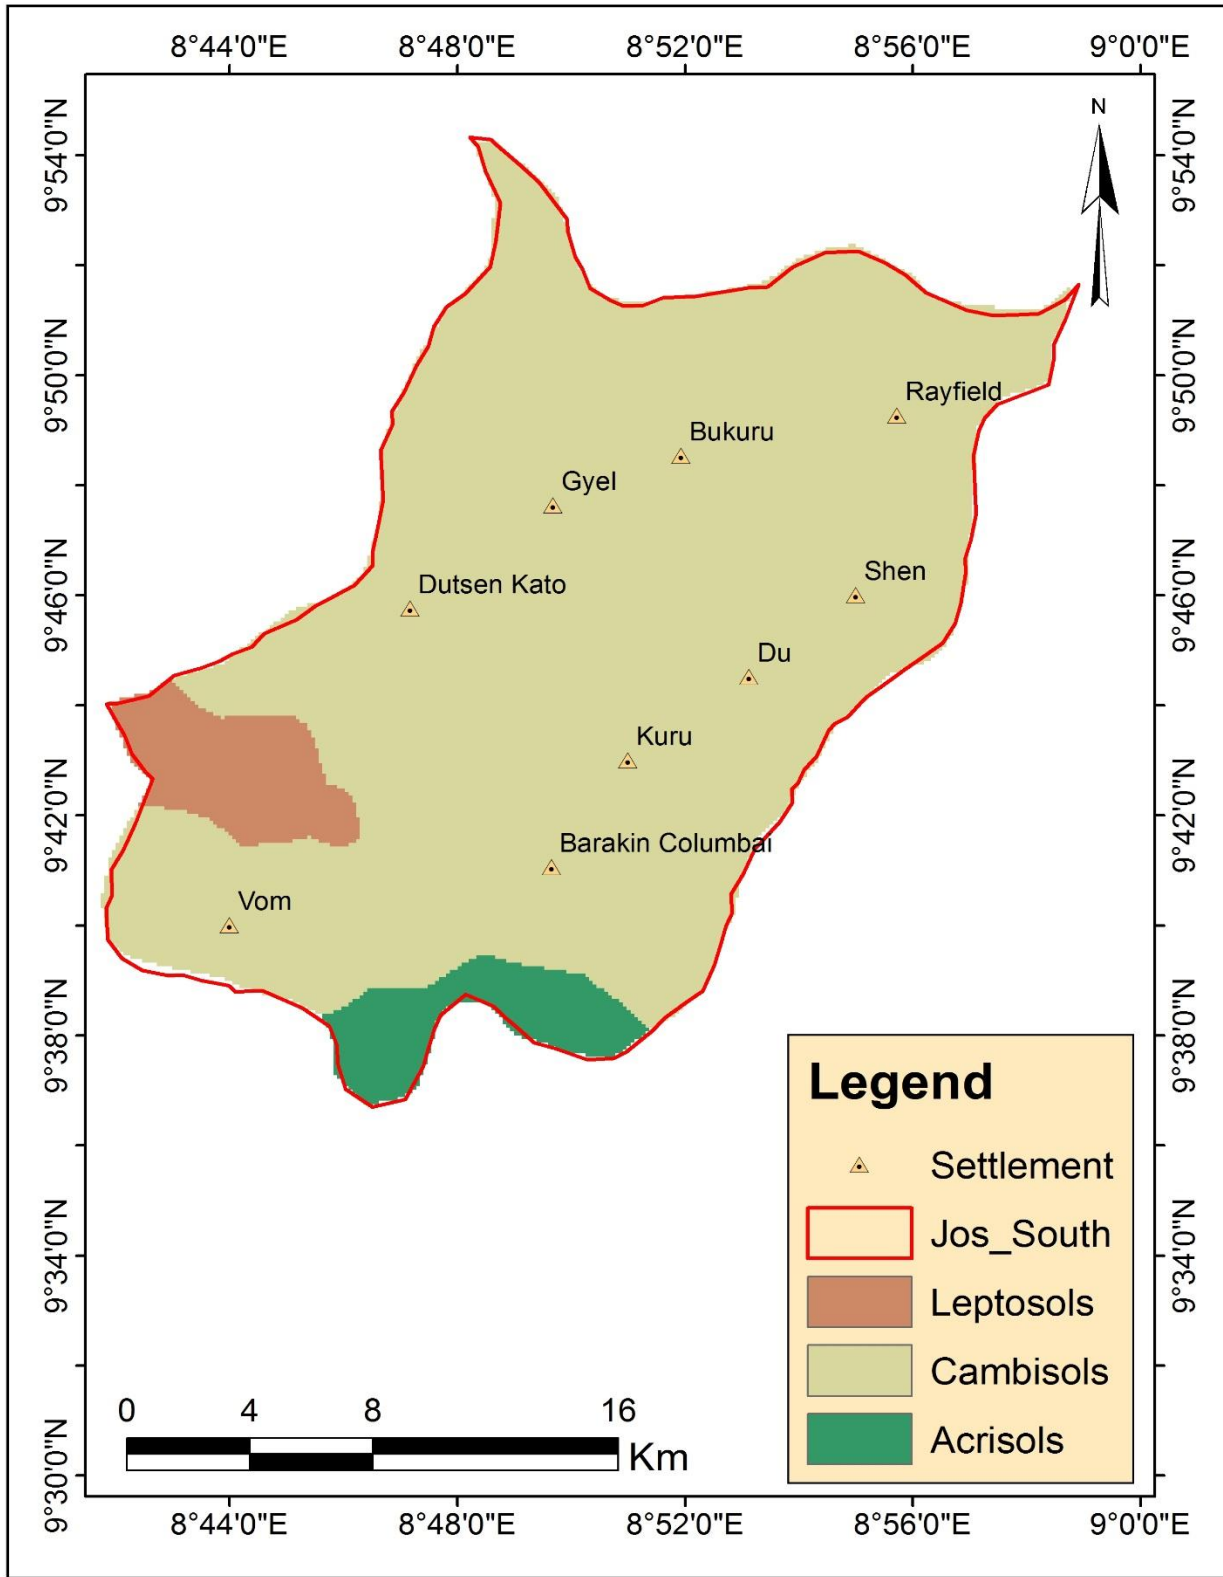 8°44'0"E 8°48'0"E 8°52'0"E 8°56'0"E 9°0'0"E
N
9°54'0"N 9°54'0"N
9°50'0"N 9°50'0"N
Rayfield
Bukuru
Gyel
9°46'0"N 9°46'0"N
Shen
Dutsen Kato
Du
Kuru
9°42'0"N 9°42'0"N
Barakin Columbai
Vom
9°38'0"N 9°38'0"N
Legend
Settlement
Jos_South
Leptosols
Cambisols
Acrisols
9°34'0"N 9°34'0"N
0 4 8 16
Km
9°30'0"N
8°44'0"E 8°48'0"E 8°52'0"E 8°56'0"E 9°0'0"E